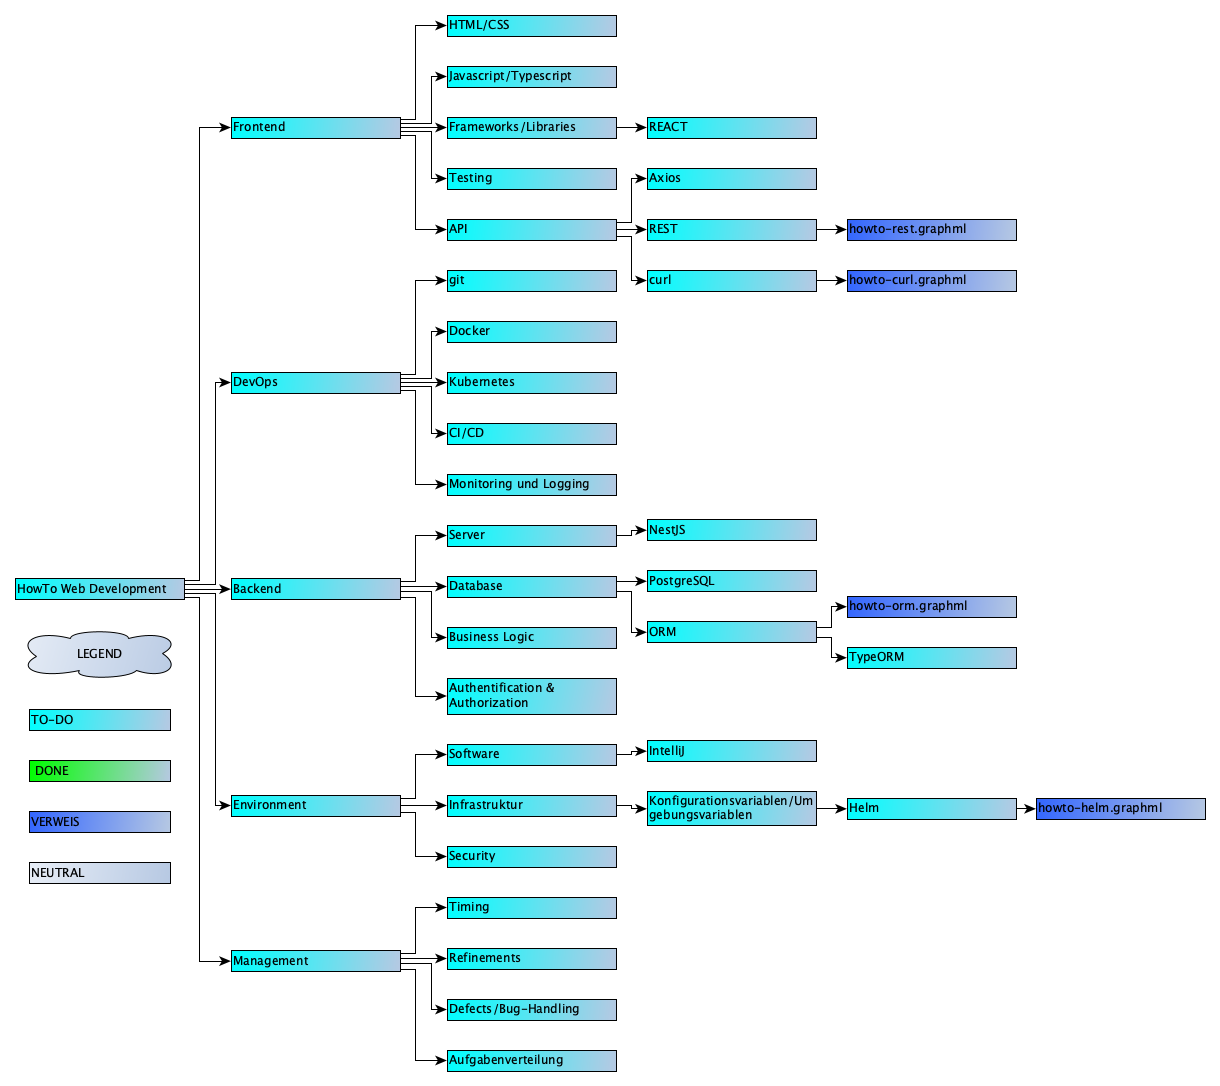 HTML/CSS
Javascript/Typescript
Frontend
Frameworks/Libraries
REACT
Testing
Axios
API
REST
howto-rest.graphml
git
curl
howto-curl.graphml
Docker
DevOps
Kubernetes
CI/CD
Monitoring und Logging
Server
NestJS
HowTo Web Development
Backend
Database
PostgreSQL
howto-orm.graphml
Business Logic
ORM
TypeORM
LEGEND
Authentification &
Authorization
TO-DO
Software
IntelliJ
DONE
Environment
Infrastruktur
Konfigurationsvariablen/Um
gebungsvariablen
Helm
howto-helm.graphml
VERWEIS
Security
NEUTRAL
Timing
Management
Refinements
Defects/Bug-Handling
Aufgabenverteilung